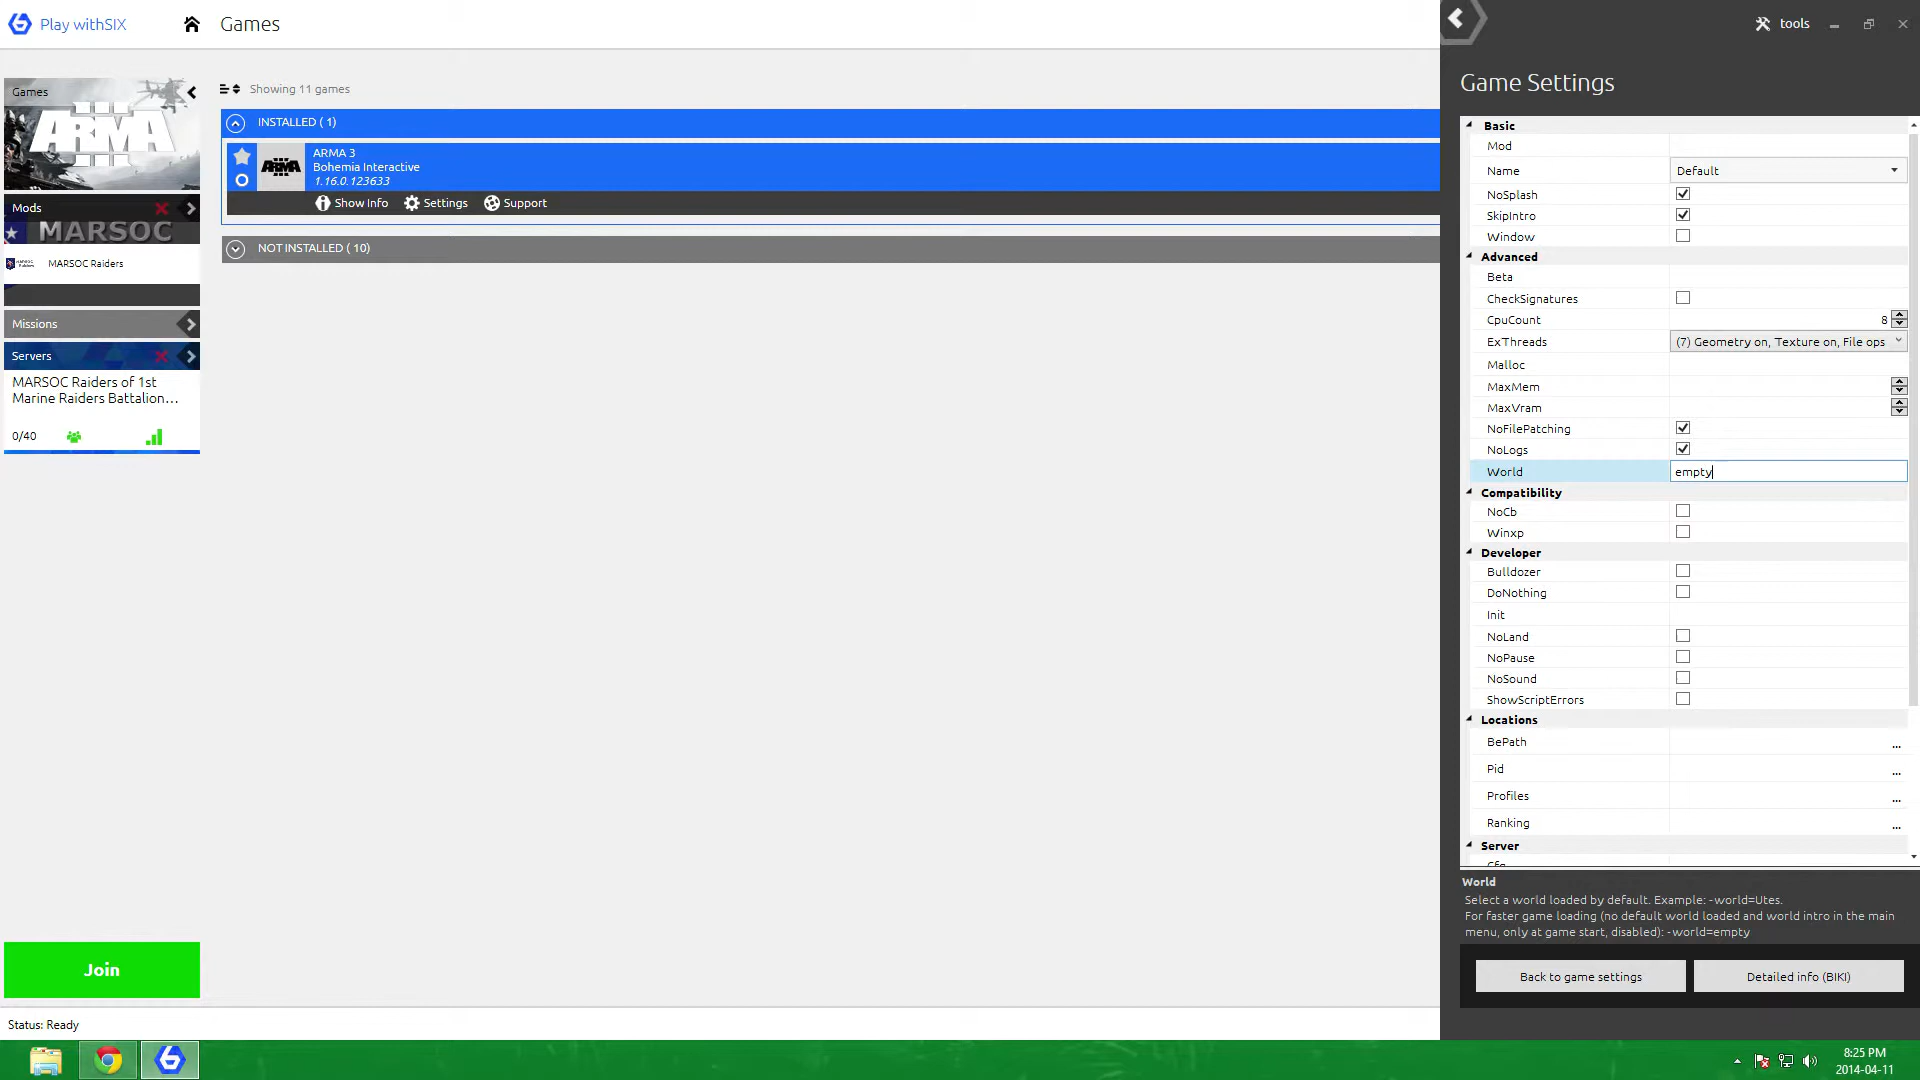 Play withSIX
Games
tools
Games
ARMA
III
Mods
MARSOC
MARSOC Raiders
Missions
Servers
MARSOC Raiders of 1st
Marine Raiders Battalion...
0/40
Join
Status: Ready
Showing 11 games
INSTALLED ( 1)
ARMA III
ARMA 3
Bohemia Interactive
1.16.0.123633
Show Info
Settings
Support
NOT INSTALLED ( 10)
Game Settings
Basic
Mod
Name Default
NoSplash
SkipIntro
Window
Advanced
Beta
CheckSignatures
CpuCount 8
ExThreads (7) Geometry on, Texture on, File ops
Malloc
MaxMem
MaxVram
NoFilePatching
NoLogs
World empty
Compatibility
NoCb
Winxp
Developer
Bulldozer
DoNothing
Init
NoLand
NoPause
NoSound
ShowScriptErrors
Locations
BePath ...
Pid ...
Profiles ...
Ranking ...
Server
Cfg
World
Select a world loaded by default. Example: -world=Utes.
For faster game loading (no default world loaded and world intro in the main
menu, only at game start, disabled): -world=empty
Back to game settings
Detailed info (BIKI)
8:25 PM
2014-04-11